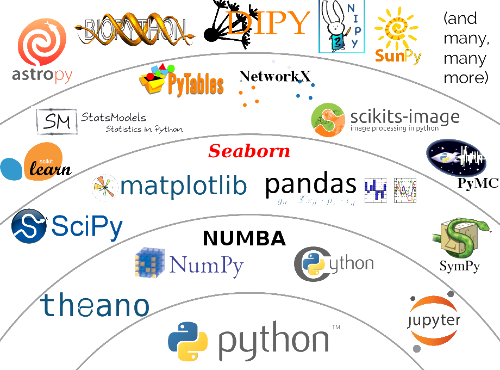 astropy
BIOPYTHON
DIPY
NIPY
SunPy
(and
many,
many
more)
PyTables
NetworkX
SM StatsModels
Statistics in Python
scikits-image
image processing in python
Seaborn
learn
matplotlib
pandas
PyMC
SciPy
NUMBA
NumPy
Cython
SymPy
theano
python™
jupyter